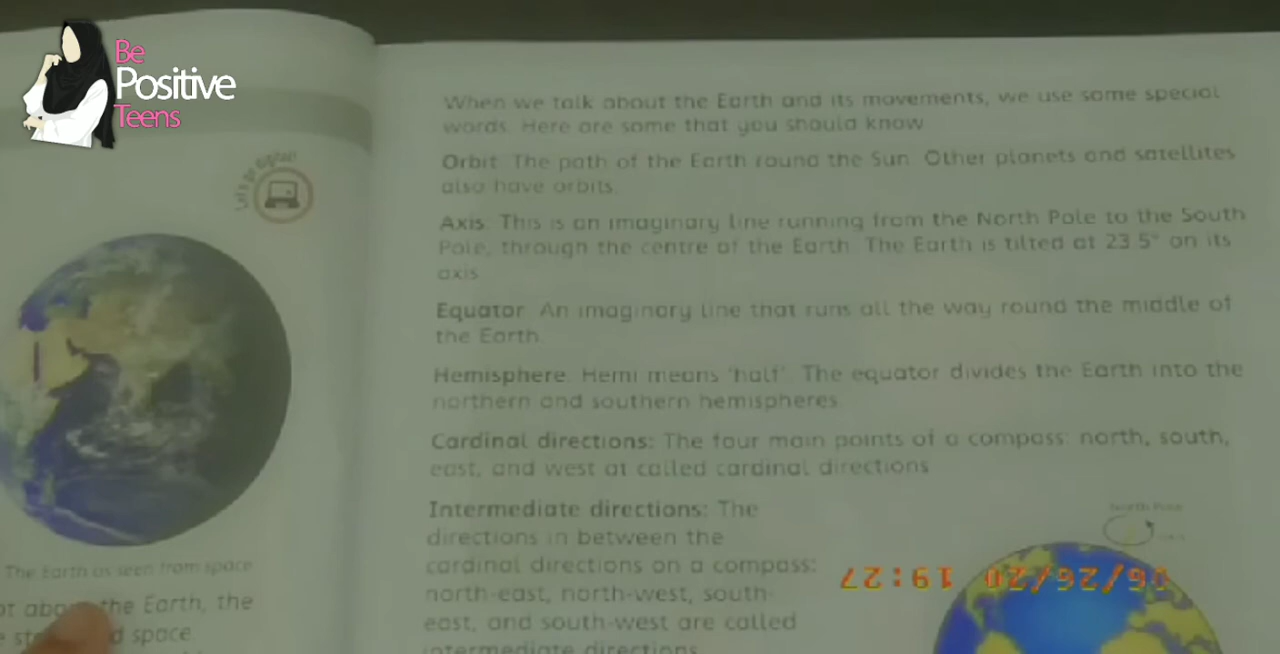 Be
Positive
Teens
Let's go digital
When we talk about the Earth and its movements, we use some special
words. Here are some that you should know.
Orbit: The path of the Earth round the Sun. Other planets and satellites
also have orbits.
Axis: This is an imaginary line running from the North Pole to the South
Pole, through the centre of the Earth. The Earth is tilted at 23.5° on its
axis.
Equator: An imaginary line that runs all the way round the middle of
the Earth.
Hemisphere: Hemi means ‘half’. The equator divides the Earth into the
northern and southern hemispheres.
Cardinal directions: The four main points of a compass: north, south,
east, and west at called cardinal directions.
Intermediate directions: The
directions in between the
cardinal directions on a compass:
north-east, north-west, south-
east, and south-west are called
intermediate directions.
North Pole
The Earth as seen from space
the Earth, the
space